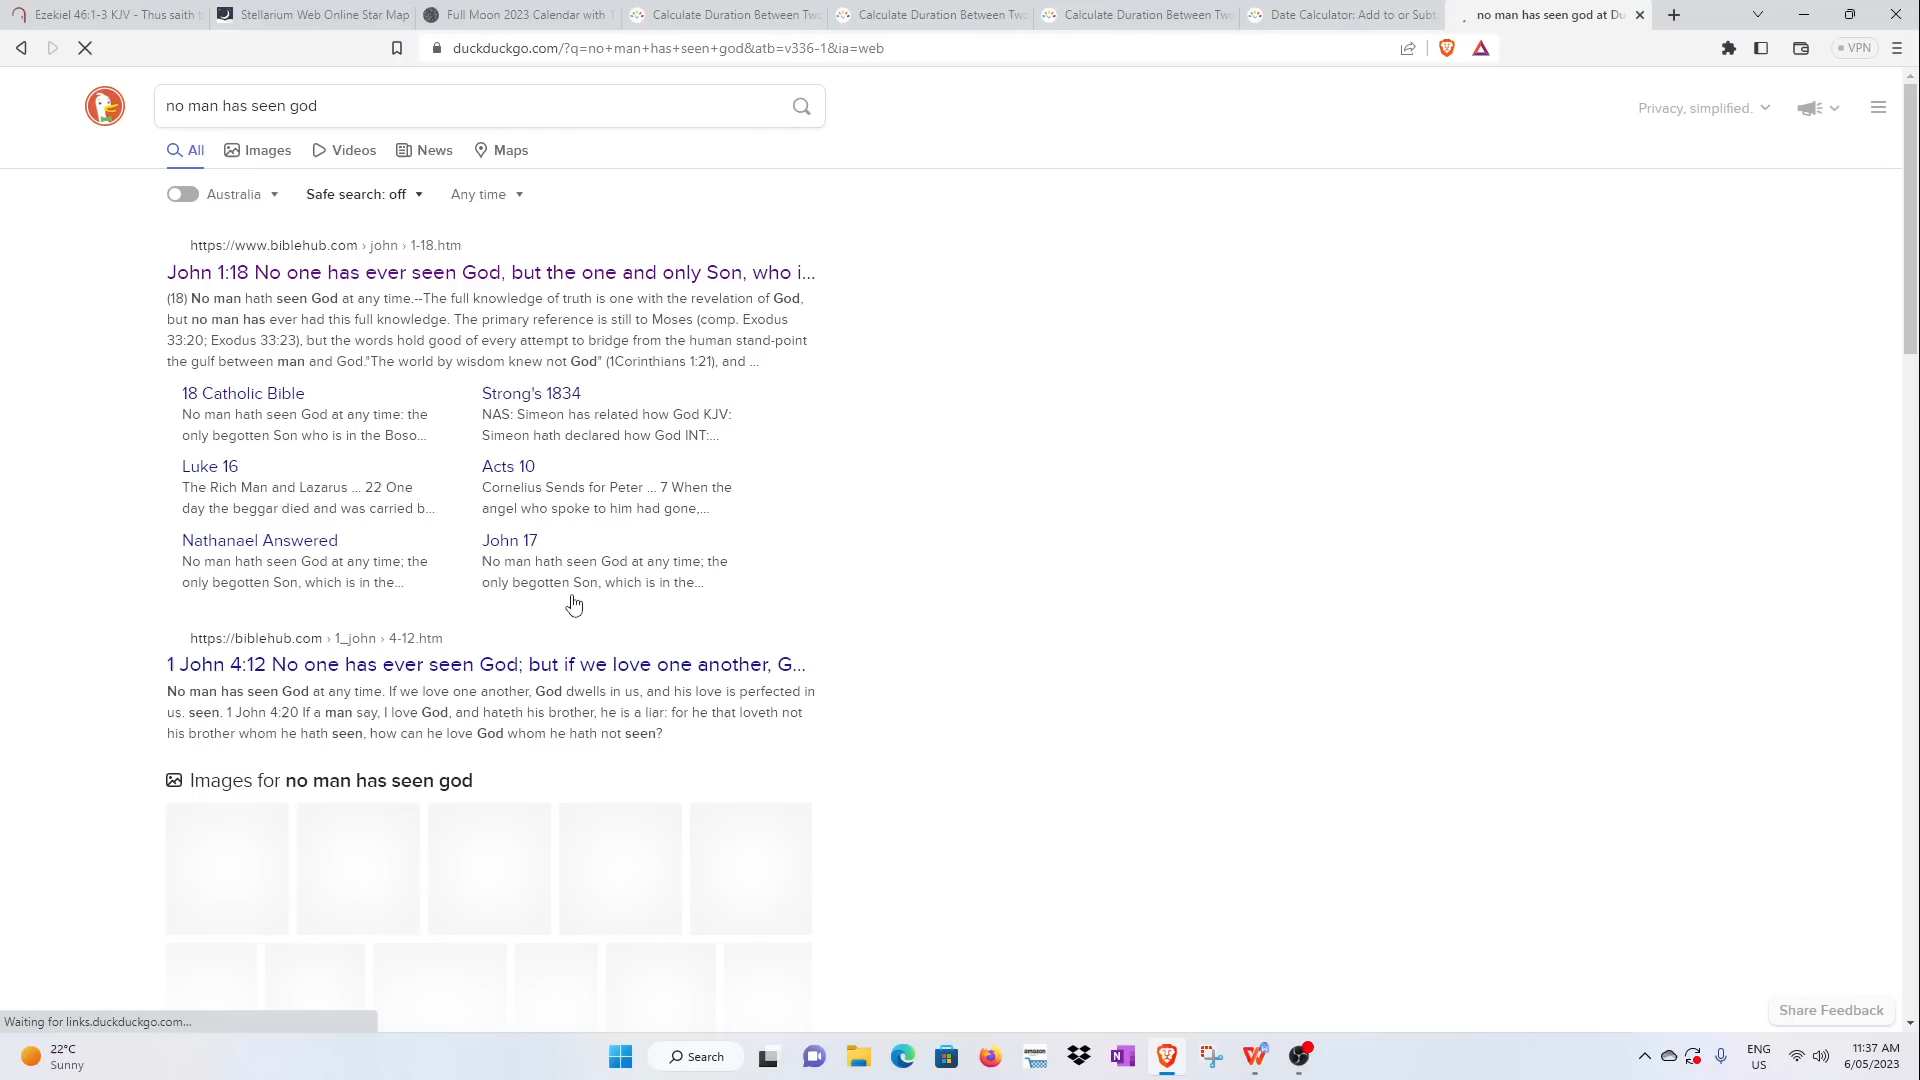 Ezekiel 46:1-3 KJV - Thus saith t
Stellarium Web Online Star Map
Full Moon 2023 Calendar with
Calculate Duration Between Two
Calculate Duration Between Two
Calculate Duration Between Two
Date Calculator: Add to or Subt
no man has seen god at Du
duckduckgo.com/?q=no+man+has+seen+god&atb=v336-1&ia=web
VPN
no man has seen god
Privacy, simplified.
All
Images
Videos
News
Maps
Australia
Safe search: off
Any time
https://www.biblehub.com › john › 1-18.htm
John 1:18 No one has ever seen God, but the one and only Son, who i...
(18) No man hath seen God at any time.--The full knowledge of truth is one with the revelation of God,
but no man has ever had this full knowledge. The primary reference is still to Moses (comp. Exodus
33:20; Exodus 33:23), but the words hold good of every attempt to bridge from the human stand-point
the gulf between man and God."The world by wisdom knew not God" (1Corinthians 1:21), and ...
18 Catholic Bible
No man hath seen God at any time: the
only begotten Son who is in the Boso...
Strong's 1834
NAS: Simeon has related how God KJV:
Simeon hath declared how God INT:...
Luke 16
The Rich Man and Lazarus ... 22 One
day the beggar died and was carried b...
Acts 10
Cornelius Sends for Peter ... 7 When the
angel who spoke to him had gone,...
Nathanael Answered
No man hath seen God at any time; the
only begotten Son, which is in the...
John 17
No man hath seen God at any time; the
only begotten Son, which is in the...
https://biblehub.com › 1_john › 4-12.htm
1 John 4:12 No one has ever seen God; but if we love one another, G...
No man has seen God at any time. If we love one another, God dwells in us, and his love is perfected in
us. seen. 1 John 4:20 If a man say, I love God, and hateth his brother, he is a liar: for he that loveth not
his brother whom he hath seen, how can he love God whom he hath not seen?
Images for no man has seen god
Share Feedback
Waiting for links.duckduckgo.com...
22°C
Sunny
Search
amazon
ENG
US
11:37 AM
6/05/2023